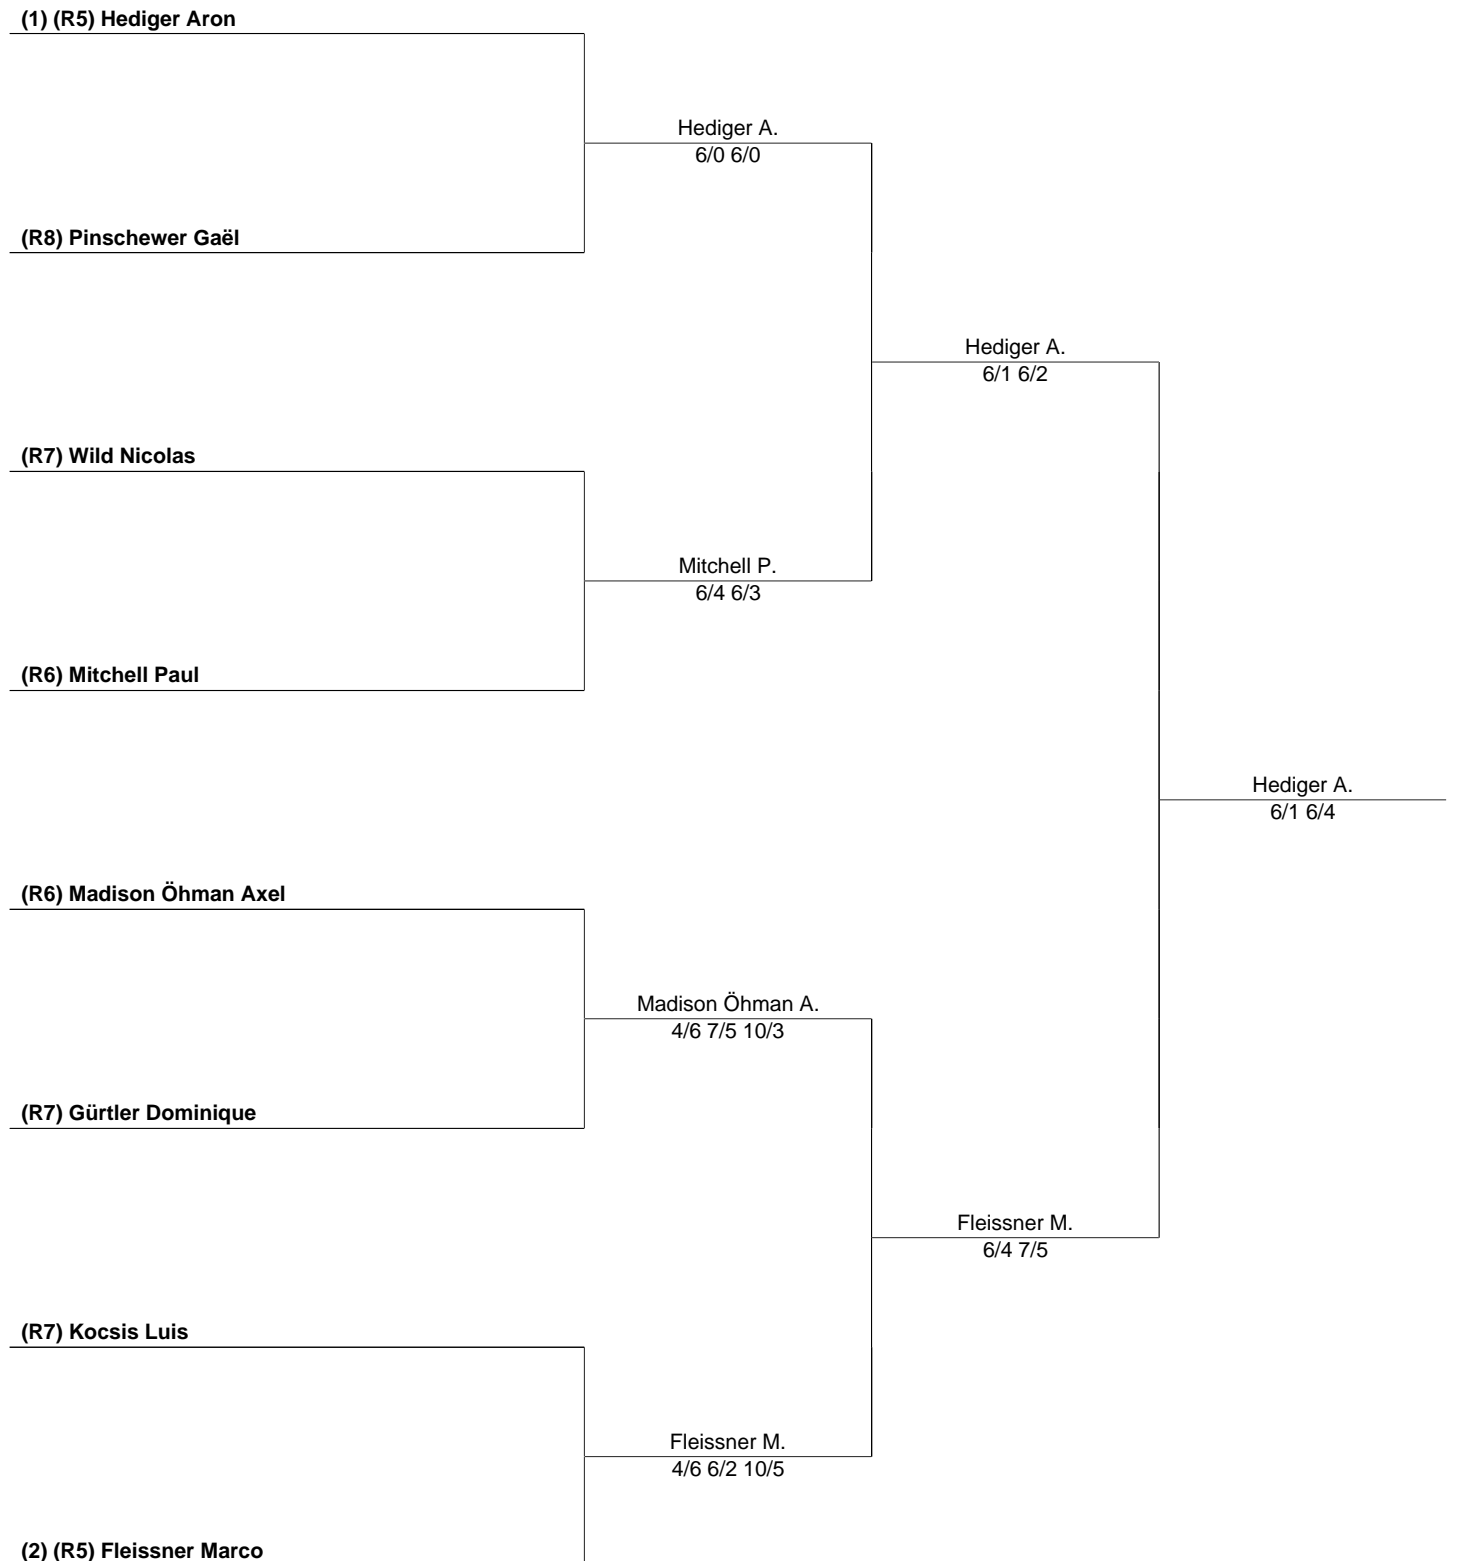 (1) (R5) Hediger Aron
Hediger A.
6/0 6/0
(R8) Pinschewer Gaël
Hediger A.
6/1 6/2
(R7) Wild Nicolas
Mitchell P.
6/4 6/3
(R6) Mitchell Paul
Hediger A.
6/1 6/4
(R6) Madison Öhman Axel
Madison Öhman A.
4/6 7/5 10/3
(R7) Gürtler Dominique
Fleissner M.
6/4 7/5
(R7) Kocsis Luis
Fleissner M.
4/6 6/2 10/5
(2) (R5) Fleissner Marco